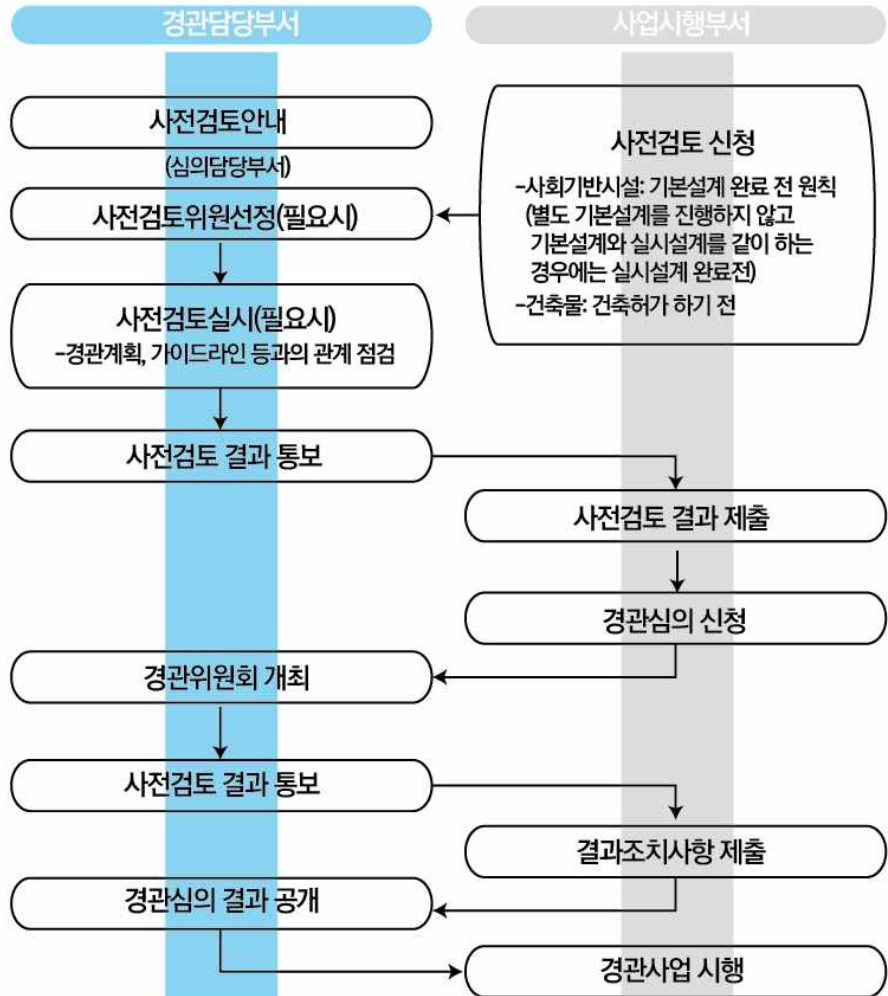 경관담당부서
사업시행부서
사전검토안내
(심의담당부서)
사전검토위원선정(필요시)
사전검토 신청
-사회기반시설: 기본설계 완료 전 원칙
(별도 기본설계를 진행하지 않고
기본설계와 실시설계를 같이 하는
경우에는 실시설계 완료전)
-건축물: 건축허가 하기 전
사전검토실시(필요시)
-경관계획, 가이드라인 등과의 관계 점검
사전검토 결과 통보
사전검토 결과 제출
경관심의 신청
경관위원회 개최
사전검토 결과 통보
결과조치사항 제출
경관심의 결과 공개
경관사업 시행